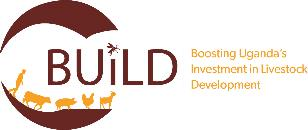 BUiLD
Boosting Uganda's
Investment in Livestock
Development